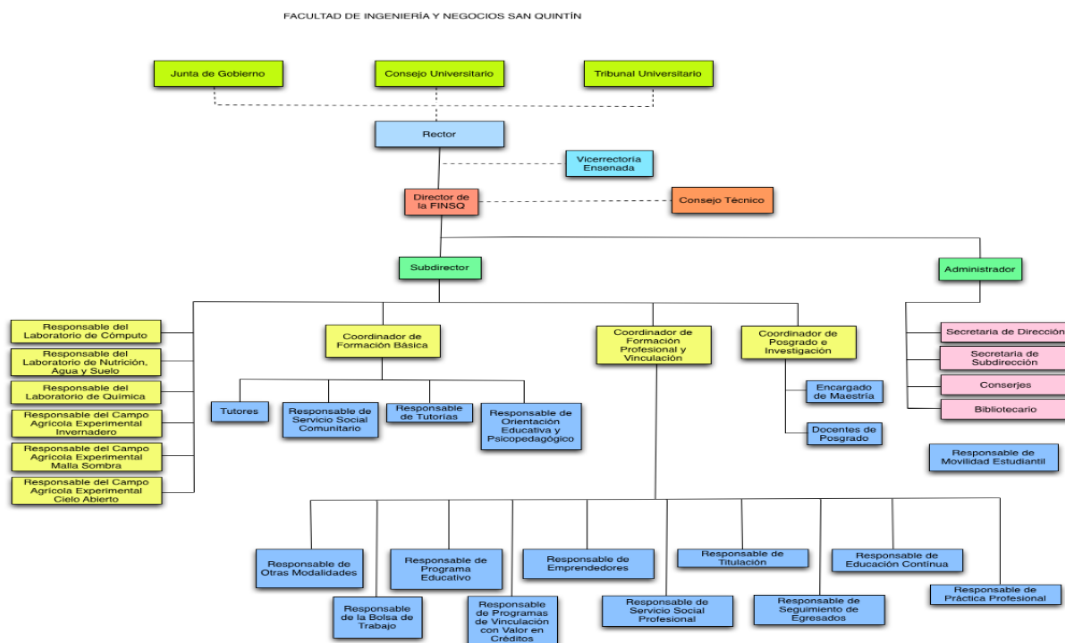 FACULTAD DE INGENIERÍA Y NEGOCIOS SAN QUINTÍN
Junta de Gobierno
Consejo Universitario
Tribunal Universitario
Rector
Vicerrectoría
Ensenada
Director de
la FINSQ
Consejo Técnico
Subdirector
Administrador
Responsable del
Laboratorio de Cómputo
Responsable del
Laboratorio de Nutrición,
Agua y Suelo
Responsable del
Laboratorio de Química
Responsable del Campo
Agrícola Experimental
Invernadero
Responsable del Campo
Agrícola Experimental
Malla Sombra
Responsable del Campo
Agrícola Experimental
Cielo Abierto
Coordinador de
Formación Básica
Coordinador de
Formación
Profesional y
Vinculación
Coordinador de
Posgrado e
Investigación
Secretaria de Dirección
Secretaria de
Subdirección
Conserjes
Bibliotecario
Tutores
Responsable de
Servicio Social
Comunitario
Responsable
de Tutorías
Responsable de
Orientación
Educativa y
Psicopedagógico
Encargado
de Maestría
Docentes de
Posgrado
Responsable de
Movilidad Estudiantil
Responsable de
Otras Modalidades
Responsable de
Programa
Educativo
Responsable de
Emprendedores
Responsable de
Titulación
Responsable de
Educación Contínua
Responsable
de la Bolsa de
Trabajo
Responsable
de Programas
de Vinculación
con Valor en
Créditos
Responsable de
Servicio Social
Profesional
Responsable de
Seguimiento de
Egresados
Responsable de
Práctica Profesional